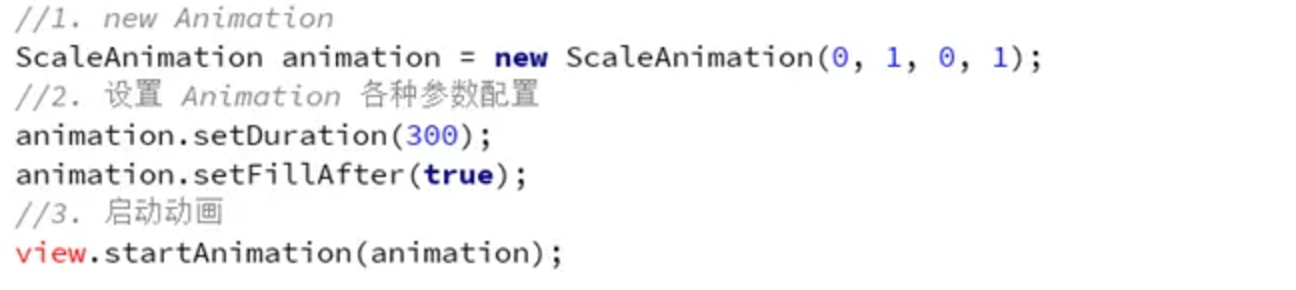 //1. new Animation
ScaleAnimation animation = new ScaleAnimation(0, 1, 0, 1);
//2. 设置 Animation 各种参数配置
animation.setDuration(300);
animation.setFillAfter(true);
//3. 启动动画
view.startAnimation(animation);